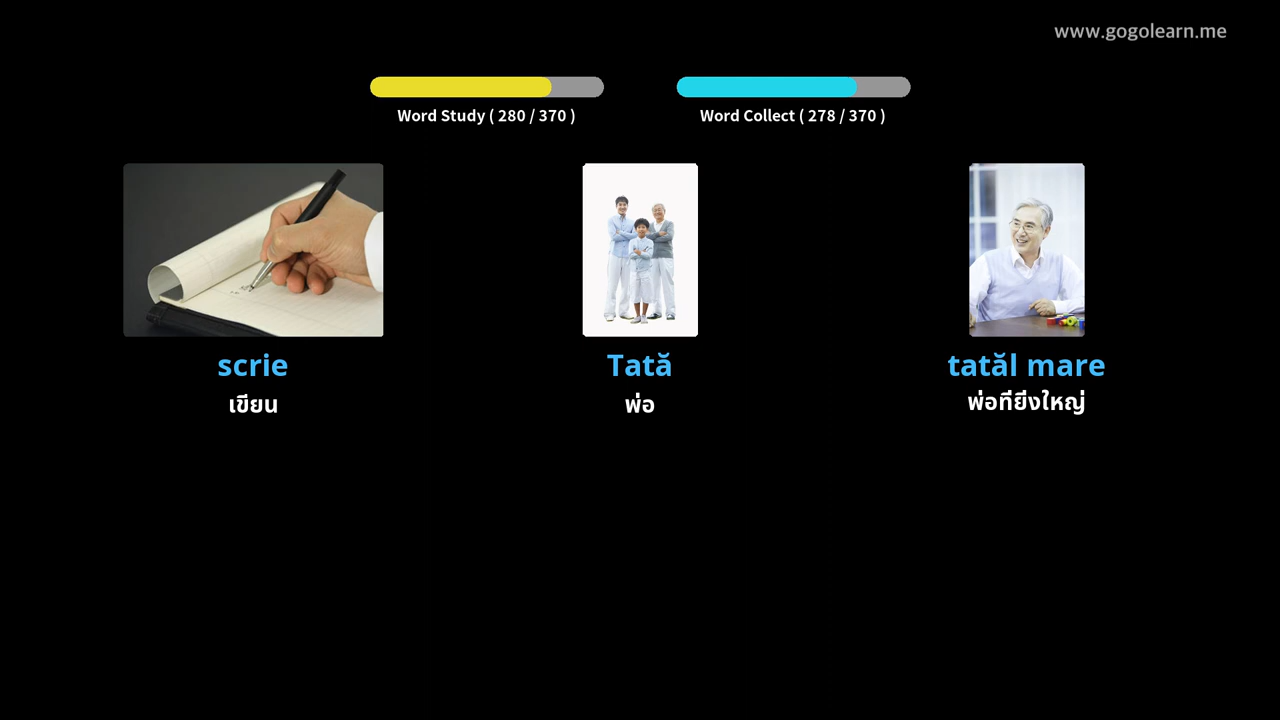 www.gogolearn.me
Word Study ( 280 / 370 )
Word Collect ( 278 / 370 )
scrie
Tată
tatăl mare
เขียน
พ่อ
พ่อที่ยิ่งใหญ่